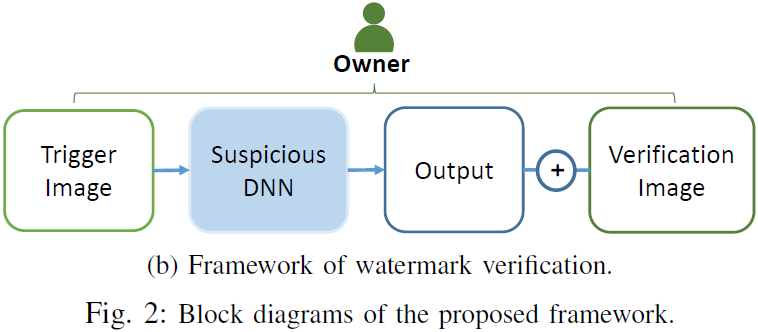 Owner
Trigger
Image
Suspicious
DNN
Output
+
Verification
Image
(b) Framework of watermark verification.
Fig. 2: Block diagrams of the proposed framework.